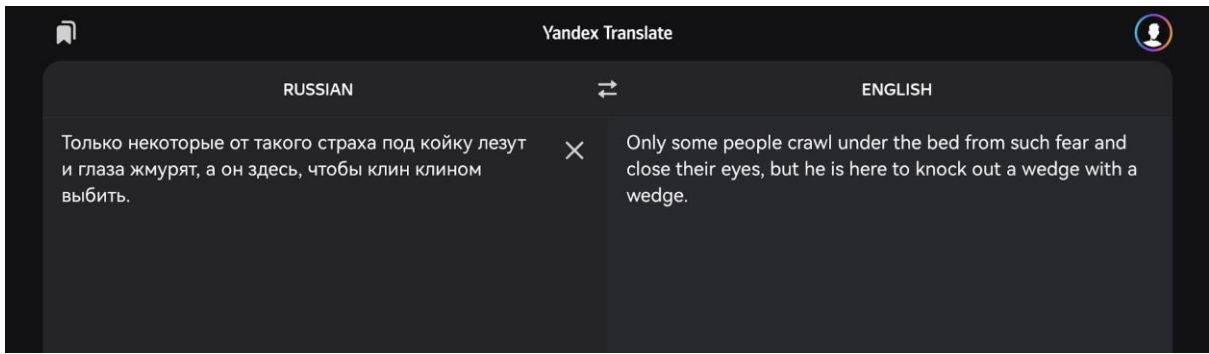 Yandex Translate
RUSSIAN
ENGLISH
Только некоторые от такого страха под койку лезут
и глаза жмурят, а он здесь, чтобы клин клином
выбить.
Only some people crawl under the bed from such fear and
close their eyes, but he is here to knock out a wedge with a
wedge.